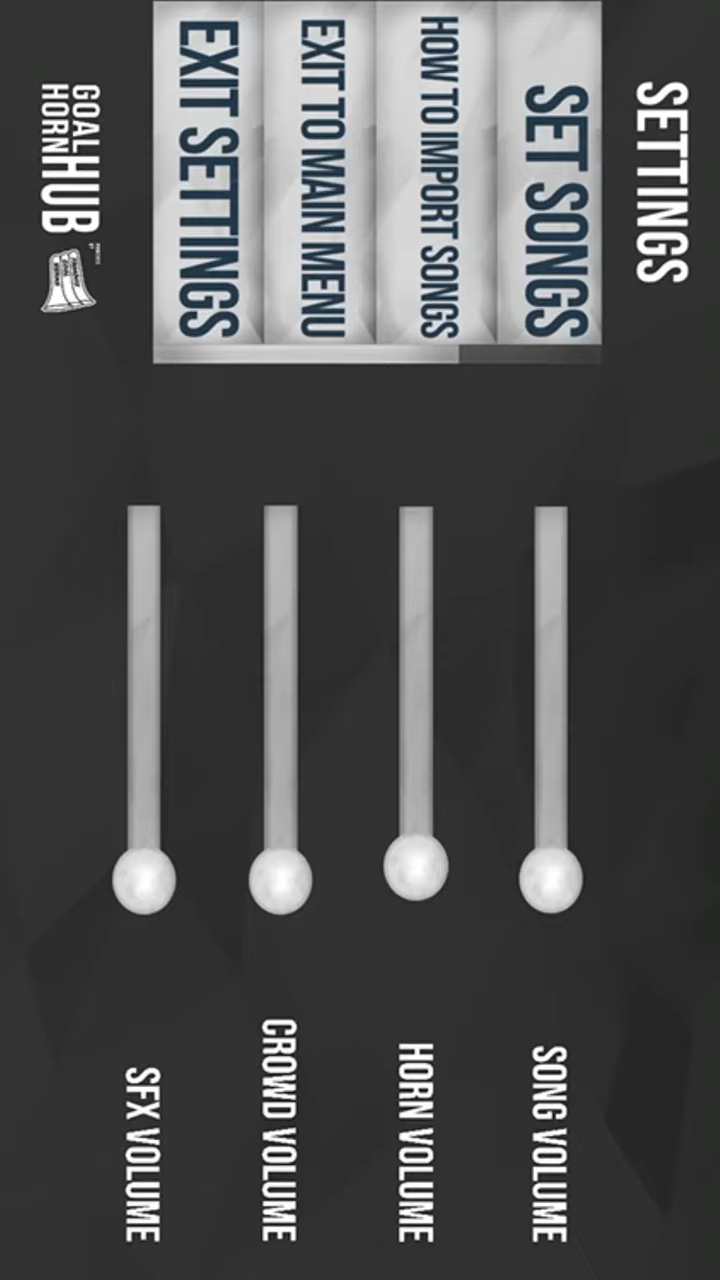 SETTINGS
SET SONGS
HOW TO IMPORT SONGS
EXIT TO MAIN MENU
EXIT SETTINGS
SONG VOLUME
HORN VOLUME
CROWD VOLUME
SFX VOLUME
GOAL
HORN
HUB